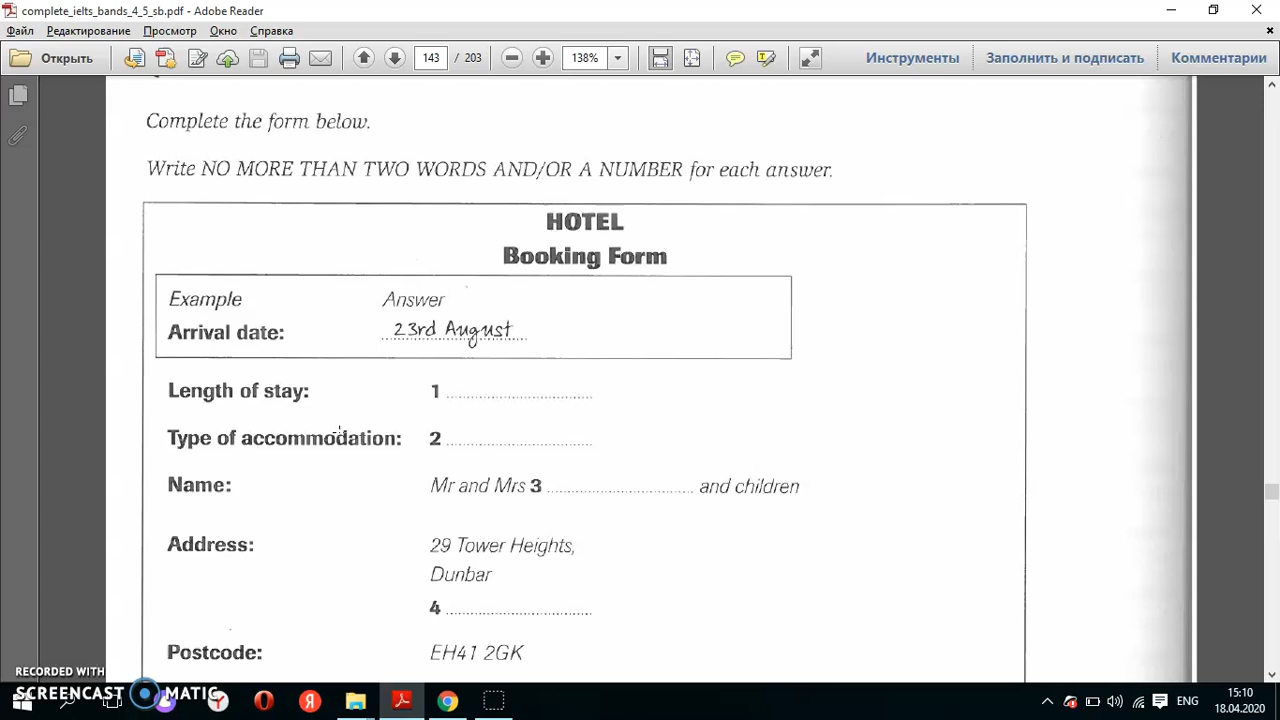 complete_ielts_bands_4_5_sb.pdf - Adobe Reader
Файл Редактирование Просмотр Окно Справка
Открыть 143 / 203 138% Инструменты Заполнить и подписать Комментарии
Complete the form below.
Write NO MORE THAN TWO WORDS AND/OR A NUMBER for each answer.
HOTEL
Booking Form
Example Answer
Arrival date: 23rd August
Length of stay: 1
Type of accommodation: 2
Name: Mr and Mrs 3 and children
Address: 29 Tower Heights,
Dunbar
4
Postcode: EH41 2GK
RECORDED WITH
SCREENCAST MATIC
ENG
15:10
18.04.2020